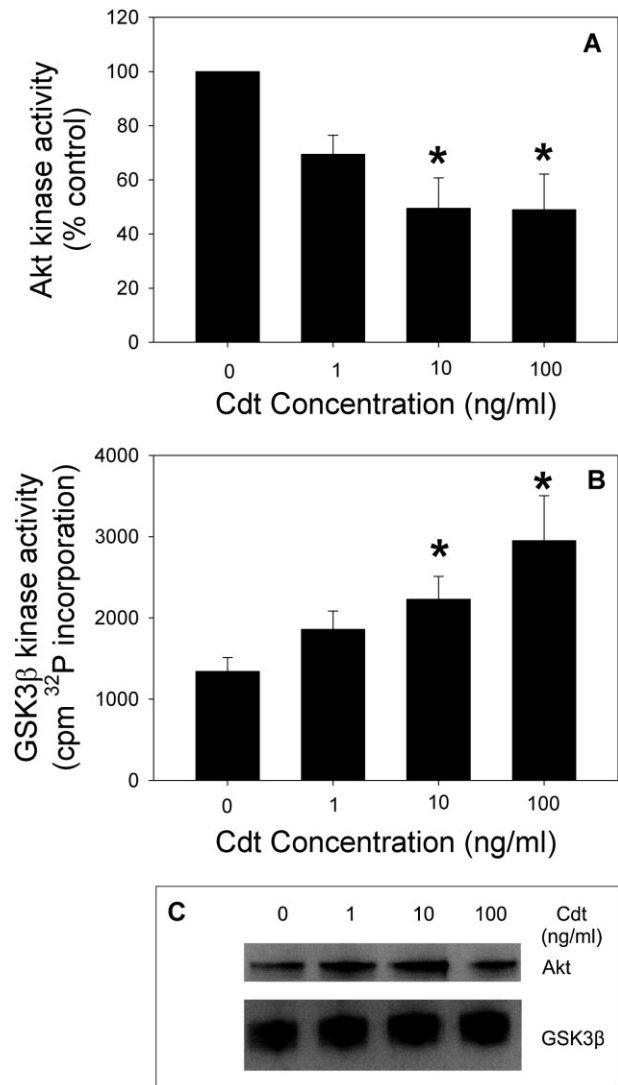 A
Akt kinase activity
(% control)
120
100
80
60
40
20
0
*
*
0 1 10 100
Cdt Concentration (ng/ml)
B
GSK3β kinase activity
(cpm ³²P incorporation)
4000
3000
2000
1000
0
*
*
0 1 10 100
Cdt Concentration (ng/ml)
C
0 1 10 100 Cdt
(ng/ml)
Akt
GSK3β